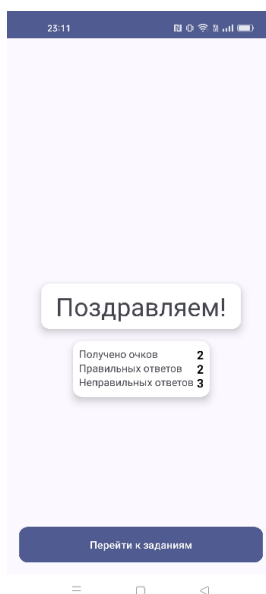 23:11
Поздравляем!
Получено очков 2
Правильных ответов 2
Неправильных ответов 3
Перейти к заданиям